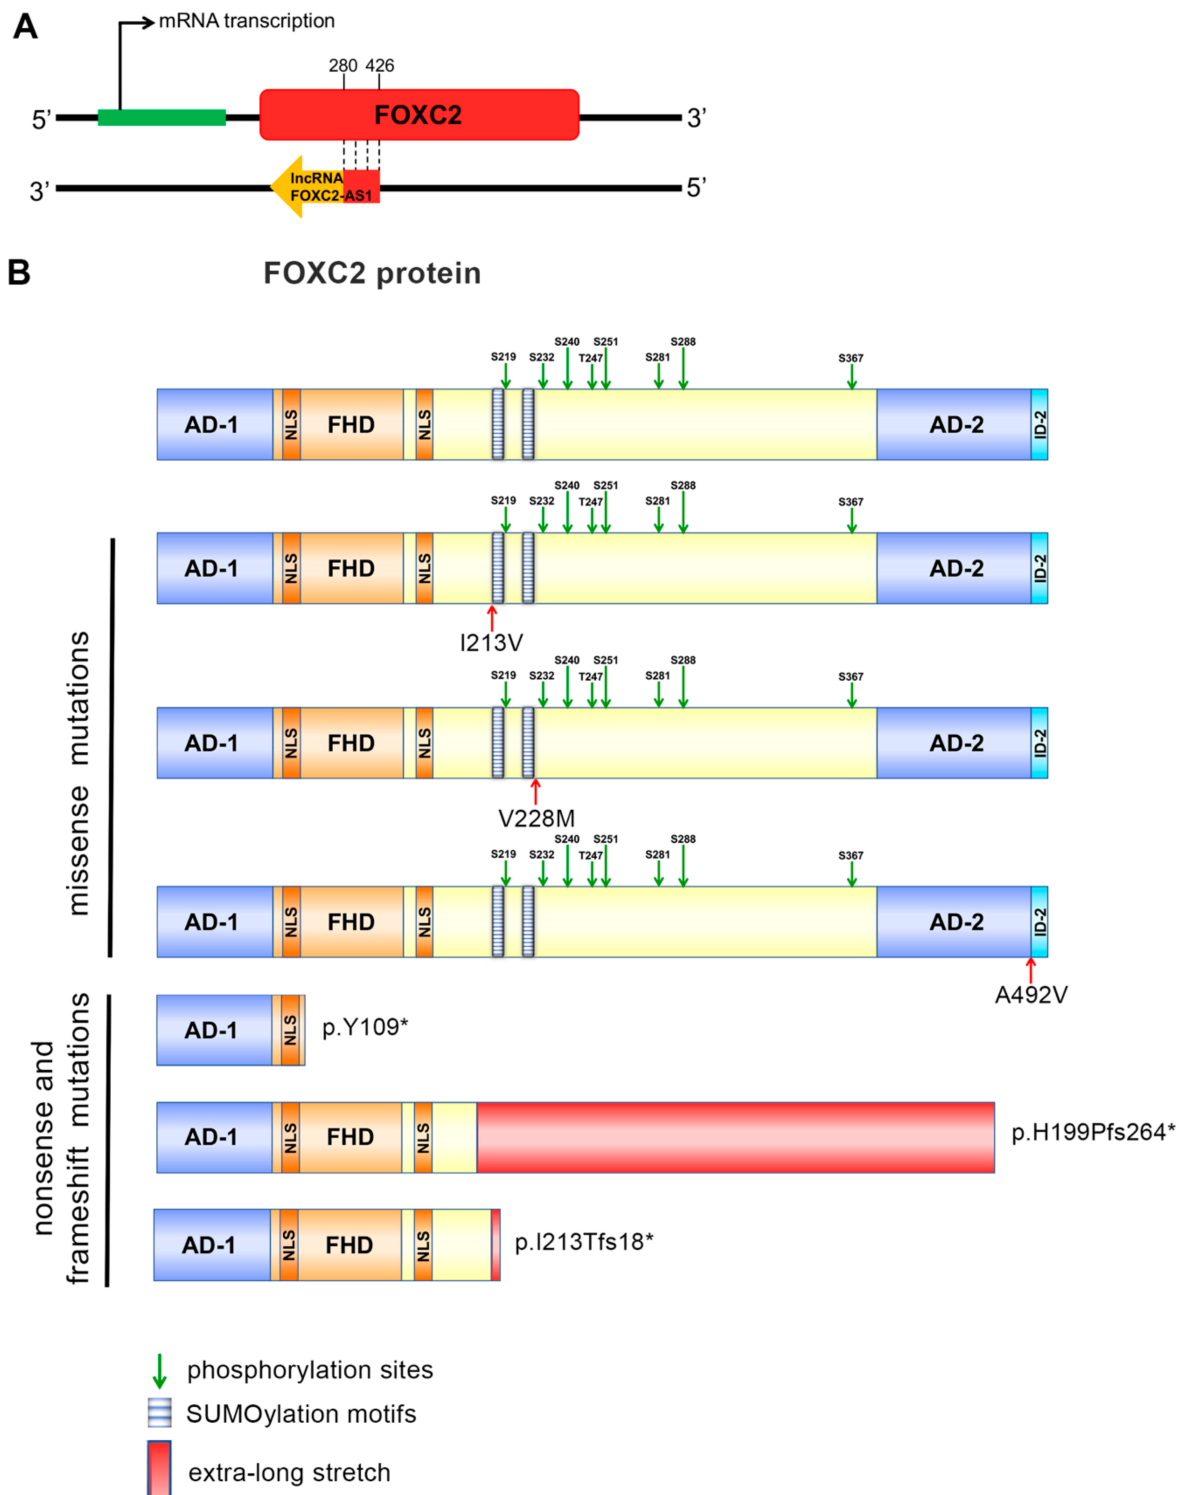 A
mRNA transcription
280 426
5’ FOXC2 3’
3’ lncRNA 5’
FOXC2-AS1
B FOXC2 protein
S240 S251 S288
S219 S232 T247 S281 S367
AD-1 NLS FHD NLS AD-2 ID-2
missense mutations
S240 S251 S288
S219 S232 T247 S281 S367
AD-1 NLS FHD NLS AD-2 ID-2
I213V
S240 S251 S288
S219 S232 T247 S281 S367
AD-1 NLS FHD NLS AD-2 ID-2
V228M
S240 S251 S288
S219 S232 T247 S281 S367
AD-1 NLS FHD NLS AD-2 ID-2
A492V
nonsense and
frameshift mutations
AD-1 NLS p.Y109*
AD-1 NLS FHD NLS p.H199Pfs264*
AD-1 NLS FHD NLS p.I213Tfs18*
phosphorylation sites
SUMOylation motifs
extra-long stretch